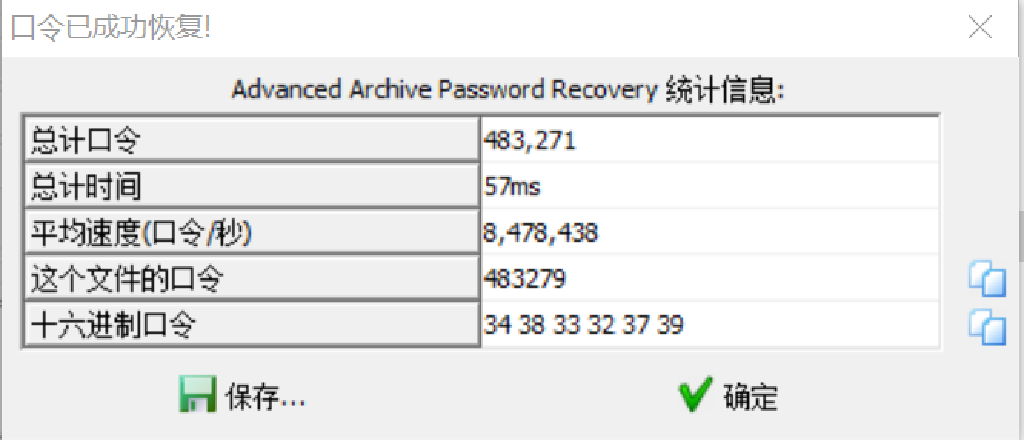 口令已成功恢复!
Advanced Archive Password Recovery 统计信息:
总计口令 483,271
总计时间 57ms
平均速度(口令/秒) 8,478,438
这个文件的口令 483279
十六进制口令 34 38 33 32 37 39
保存... 确定